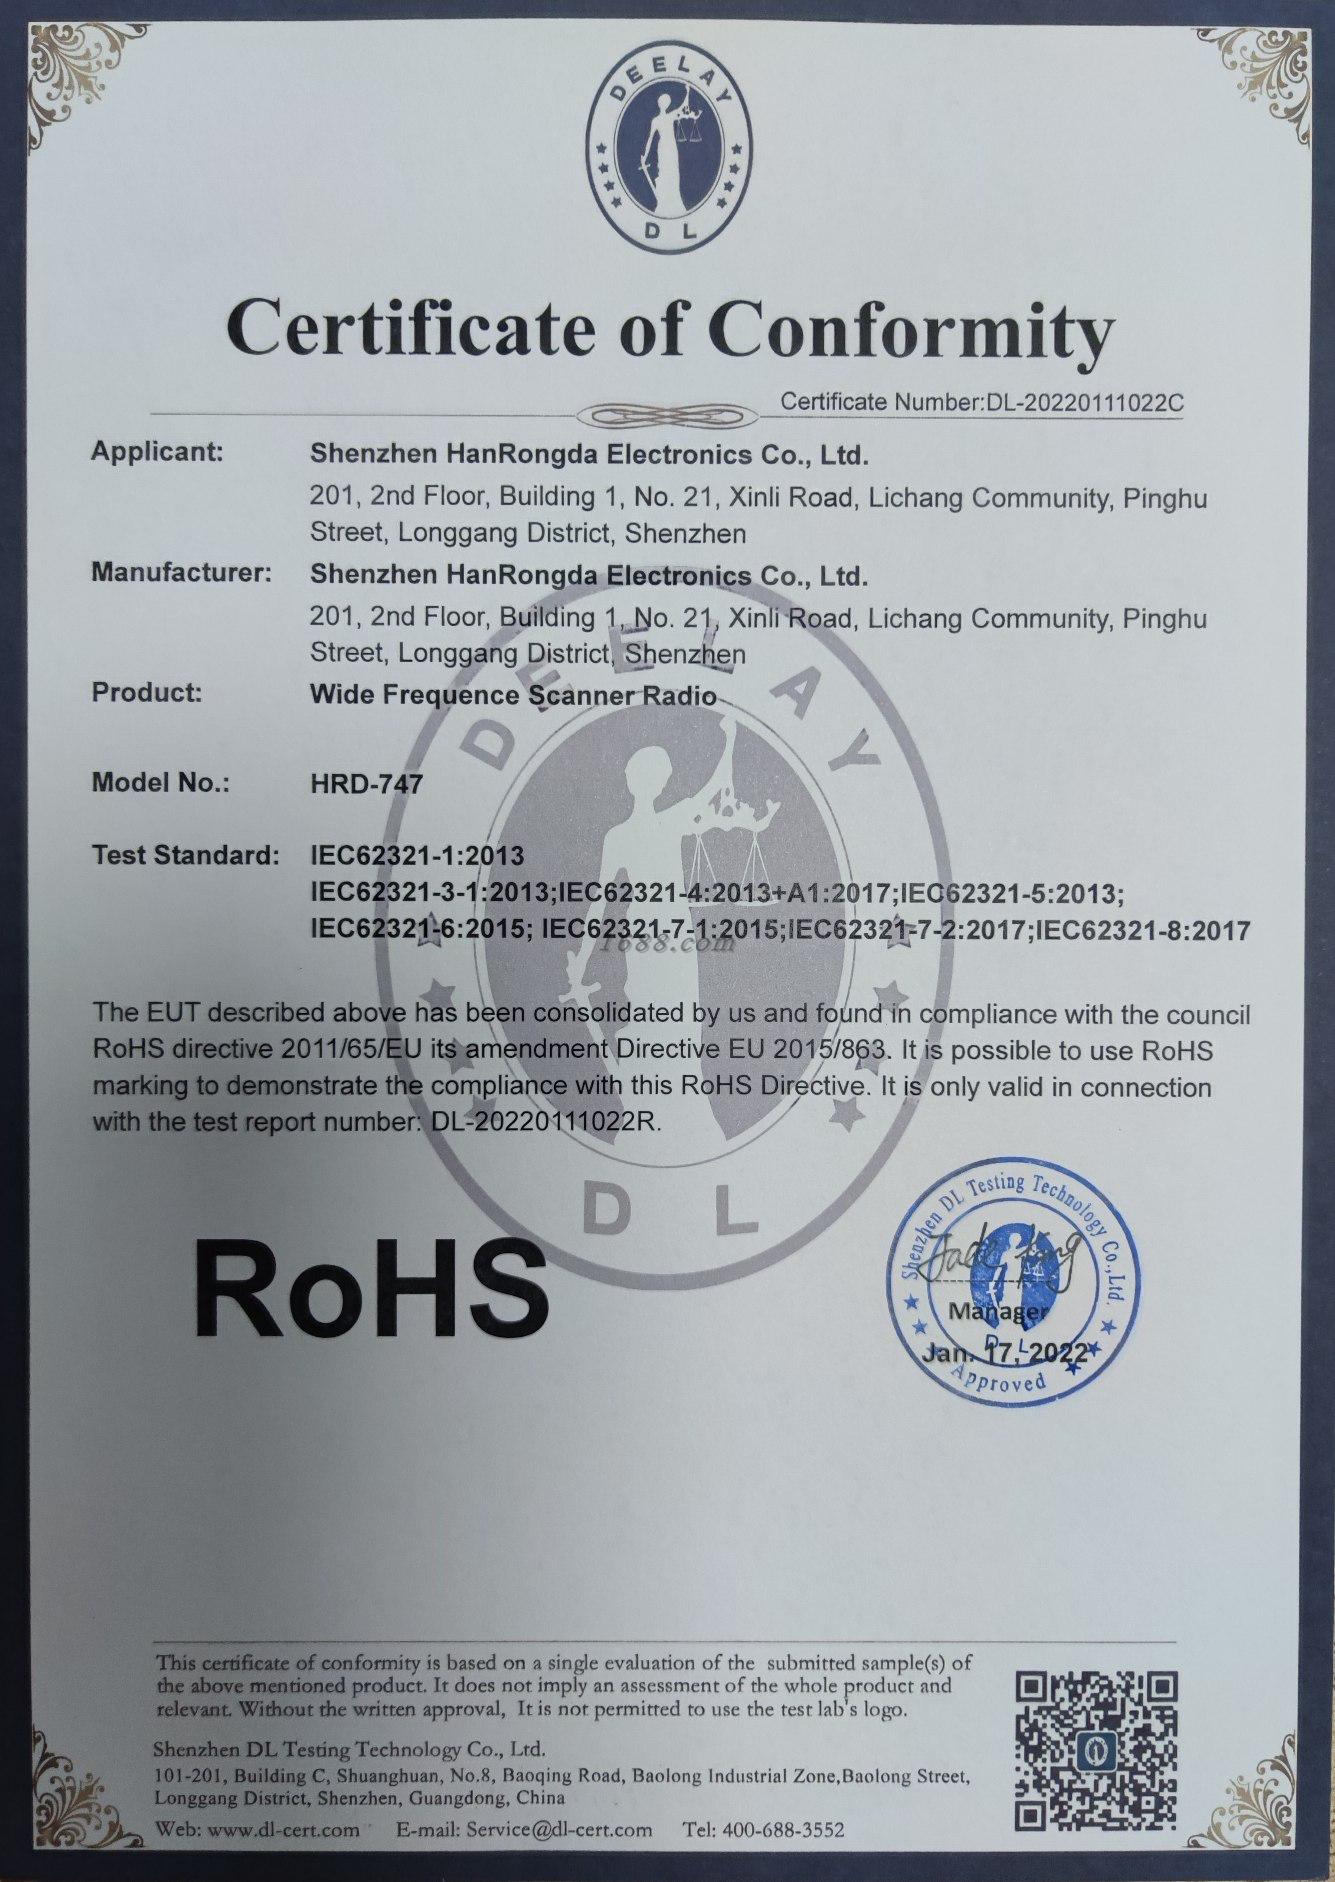 DEELAY
DL
Certificate of Conformity
Certificate Number:DL-20220111022C
Applicant: Shenzhen HanRongda Electronics Co., Ltd.
201, 2nd Floor, Building 1, No. 21, Xinli Road, Lichang Community, Pinghu
Street, Longgang District, Shenzhen
Manufacturer: Shenzhen HanRongda Electronics Co., Ltd.
201, 2nd Floor, Building 1, No. 21, Xinli Road, Lichang Community, Pinghu
Street, Longgang District, Shenzhen
Product: Wide Frequence Scanner Radio
Model No.: HRD-747
Test Standard: IEC62321-1:2013
IEC62321-3-1:2013;IEC62321-4:2013+A1:2017;IEC62321-5:2013;
IEC62321-6:2015; IEC62321-7-1:2015;IEC62321-7-2:2017;IEC62321-8:2017
1688.com
The EUT described above has been consolidated by us and found in compliance with the council
RoHS directive 2011/65/EU its amendment Directive EU 2015/863. It is possible to use RoHS
marking to demonstrate the compliance with this RoHS Directive. It is only valid in connection
with the test report number: DL-20220111022R.
DEELAY
DL
RoHS
Shenzhen DL Testing Technology Co.,Ltd.
Manager
DL
Jan. 17, 2022
Approved
This certificate of conformity is based on a single evaluation of the submitted sample(s) of
the above mentioned product. It does not imply an assessment of the whole product and
relevant. Without the written approval, It is not permitted to use the test lab's logo.
Shenzhen DL Testing Technology Co., Ltd.
101-201, Building C, Shuanghuan, No.8, Baoqing Road, Baolong Industrial Zone,Baolong Street,
Longgang District, Shenzhen, Guangdong, China
Web: www.dl-cert.com E-mail: Service@dl-cert.com Tel: 400-688-3552